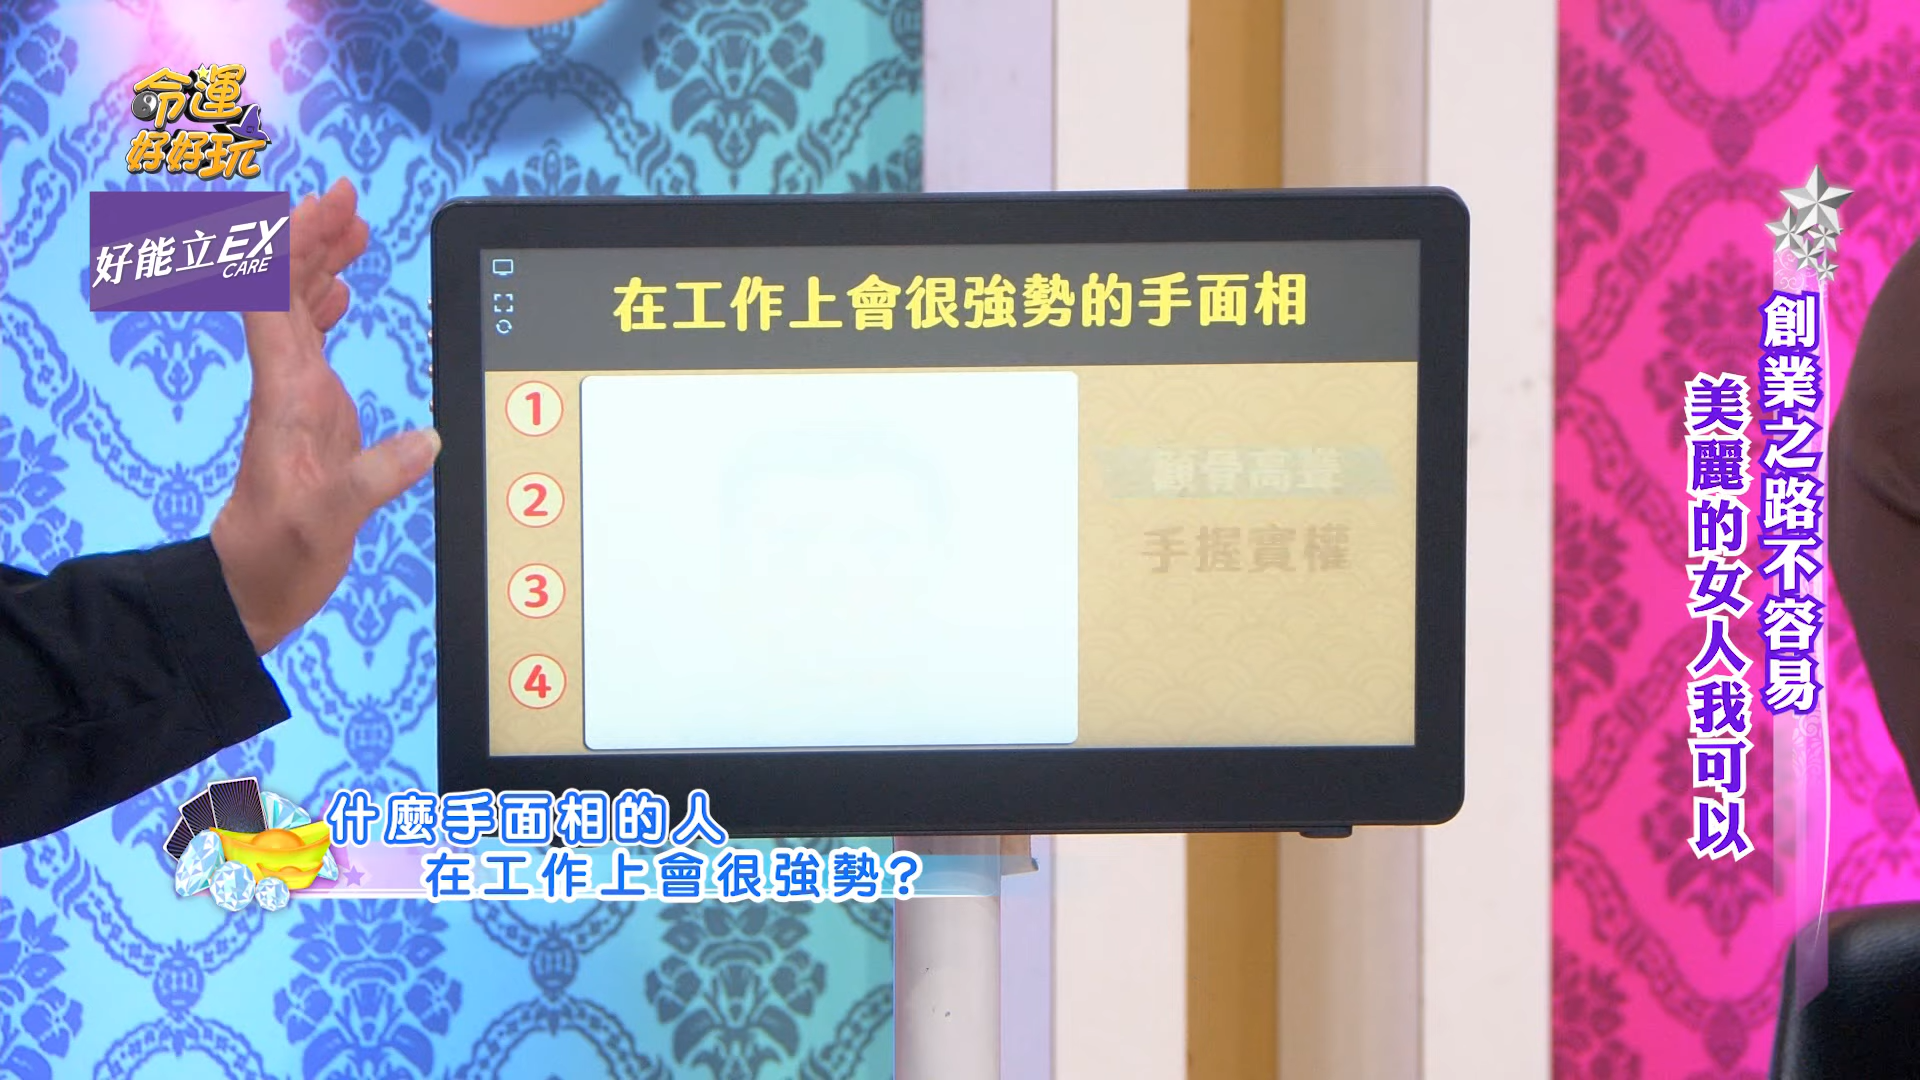 命運
好好玩
好能立EX
CARE
在工作上會很強勢的手面相
1
2
3
4
顴骨高聳
手握實權
創業之路不容易
美麗的女人我可以
什麼手面相的人
在工作上會很強勢?